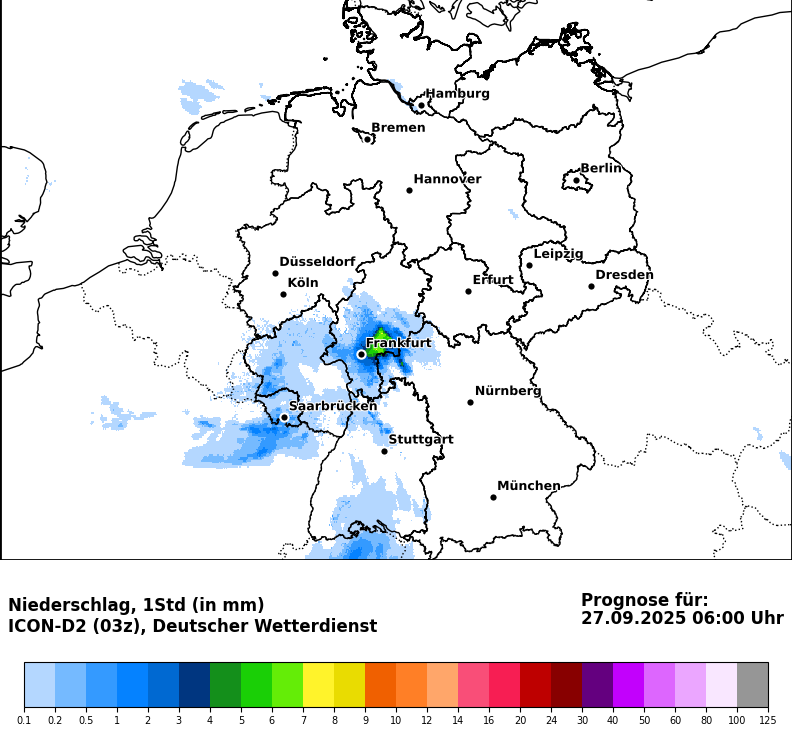 Hamburg
Bremen
Berlin
Hannover
Leipzig
Düsseldorf
Dresden
Köln
Erfurt
Frankfurt
Nürnberg
Saarbrücken
Stuttgart
München
Niederschlag, 1Std (in mm)
ICON-D2 (03z), Deutscher Wetterdienst
Prognose für:
27.09.2025 06:00 Uhr
0.1 0.2 0.5 1 2 3 4 5 6 7 8 9 10 12 14 16 20 24 30 40 50 60 80 100 125